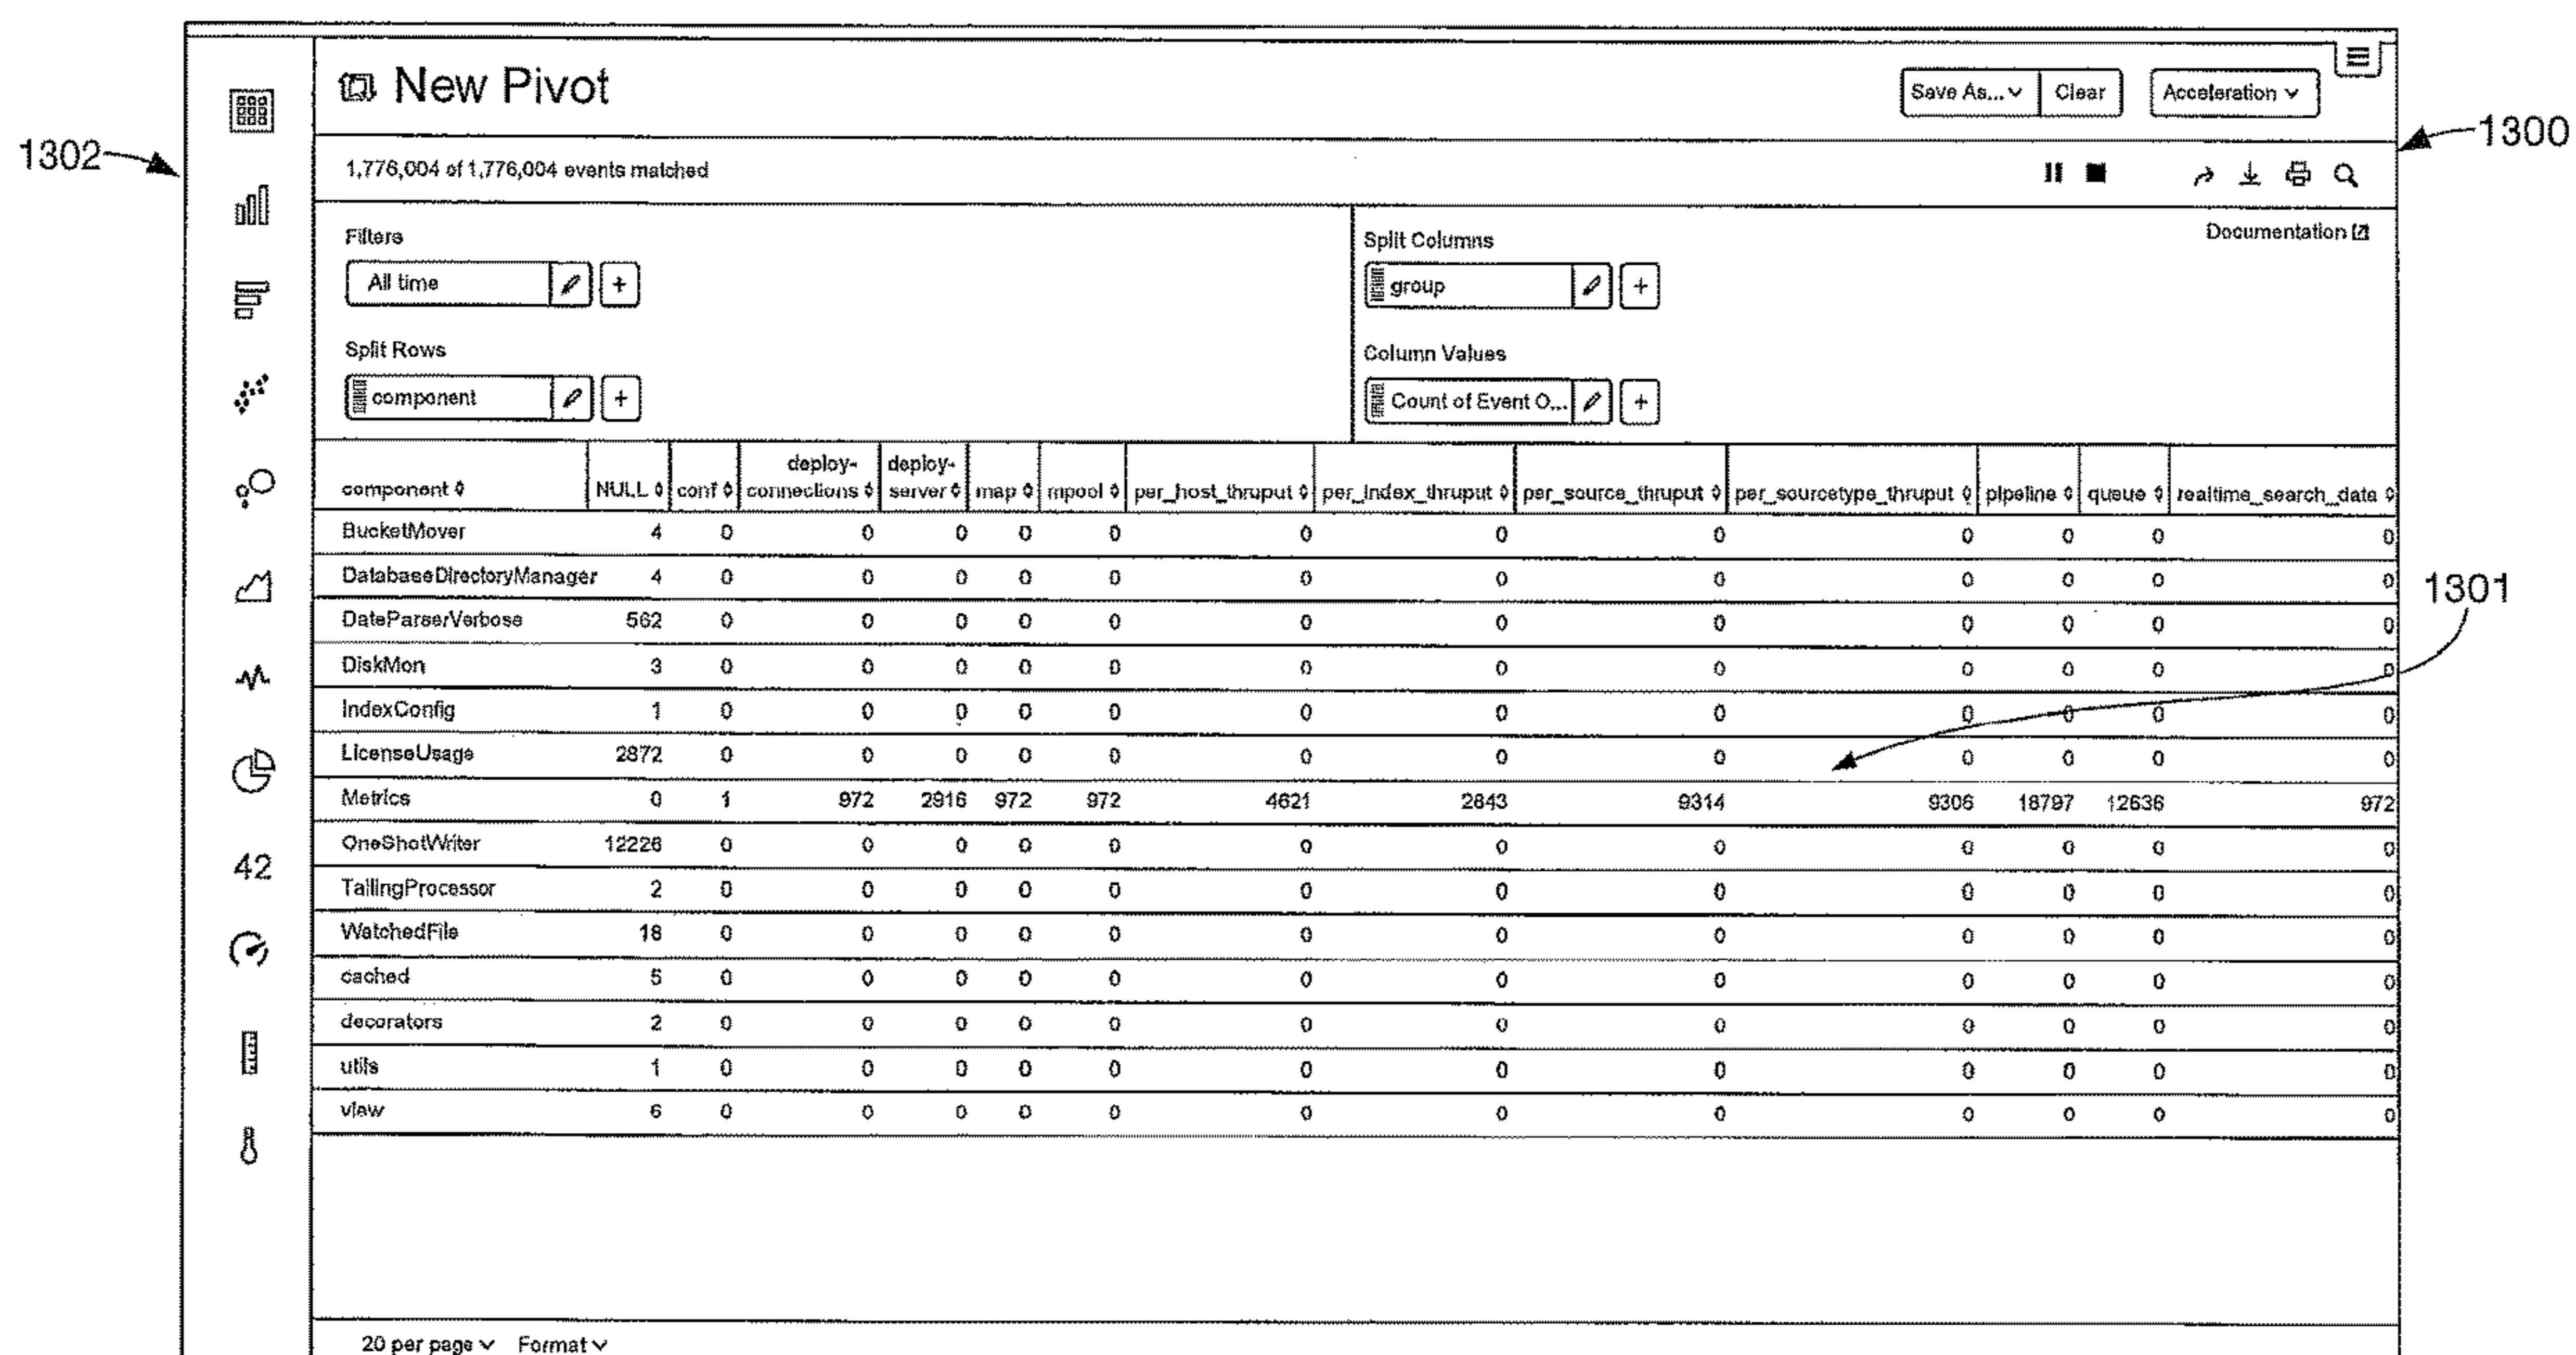 New Pivot
Save As... Clear Acceleration
1300
1302
1,776,004 of 1,776,004 events matched
Documentation
Filters Split Columns
All time + group +
Split Rows Column Values
component + Count of Event O... +
component NULL conf deploy-connections deploy-server map mpool per_host_thruput per_index_thruput per_source_thruput per_sourcetype_thruput pipeline queue realtime_search_data
BucketMover 4 0 0 0 0 0 0 0 0 0 0 0 0
DatabaseDirectoryManager 4 0 0 0 0 0 0 0 0 0 0 0 0
1301
DateParserVerbose 562 0 0 0 0 0 0 0 0 0 0 0 0
DiskMon 3 0 0 0 0 0 0 0 0 0 0 0 0
IndexConfig 1 0 0 0 0 0 0 0 0 0 0 0 0
LicenseUsage 2872 0 0 0 0 0 0 0 0 0 0 0 0
Metrics 0 1 972 2916 972 972 4621 2843 9314 9306 18797 12636 972
OneShotWriter 12226 0 0 0 0 0 0 0 0 0 0 0 0
TailingProcessor 2 0 0 0 0 0 0 0 0 0 0 0 0
WatchedFile 18 0 0 0 0 0 0 0 0 0 0 0 0
cached 5 0 0 0 0 0 0 0 0 0 0 0 0
42
decorators 2 0 0 0 0 0 0 0 0 0 0 0 0
utils 1 0 0 0 0 0 0 0 0 0 0 0 0
view 6 0 0 0 0 0 0 0 0 0 0 0 0
20 per page Format